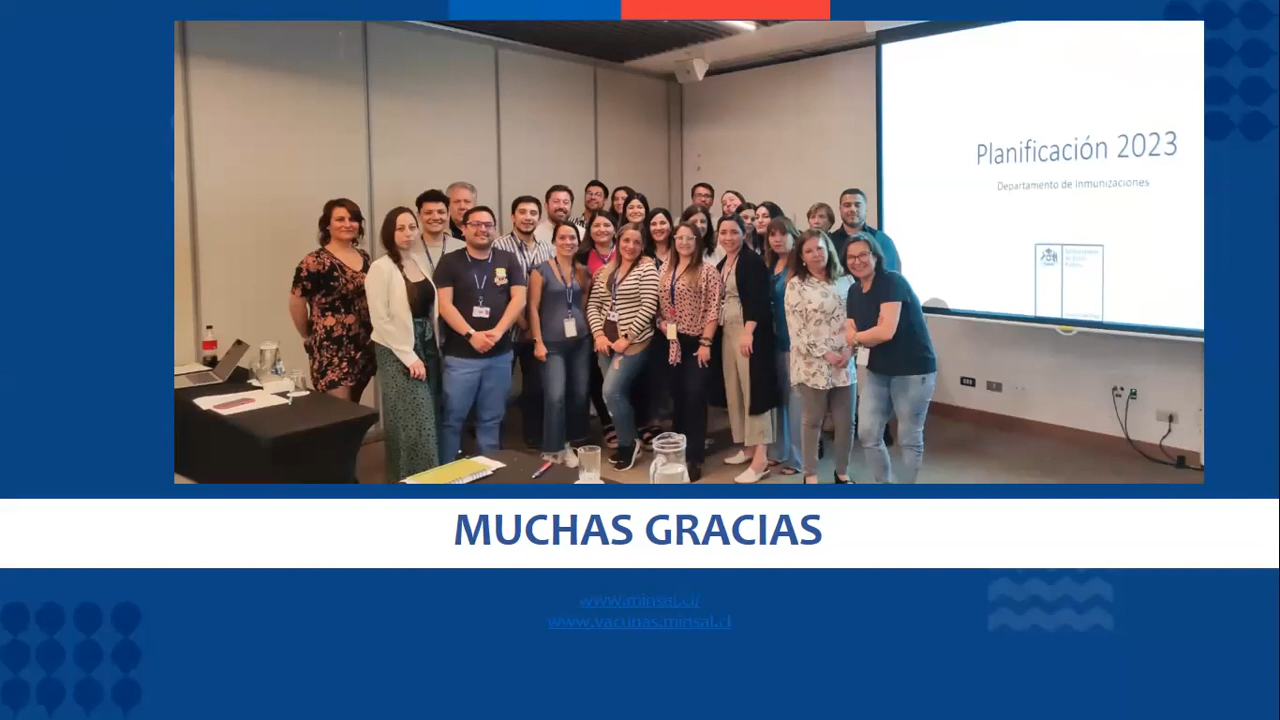 Planificación 2023
Departamento de Inmunizaciones
MUCHAS GRACIAS
www.minsal.cl/
www.vacunas.minsal.cl